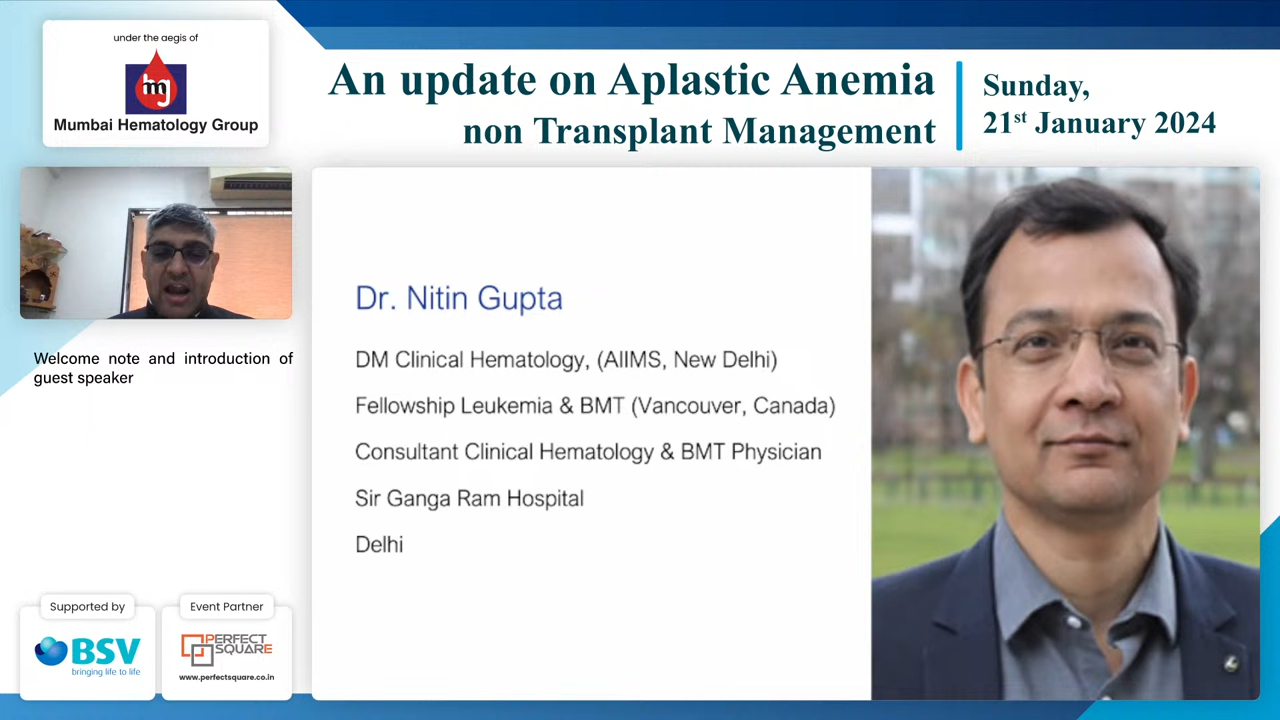 under the aegis of
mg
Mumbai Hematology Group
An update on Aplastic Anemia
non Transplant Management
Sunday,
21st January 2024
Welcome note and introduction of
guest speaker
Dr. Nitin Gupta
DM Clinical Hematology, (AIIMS, New Delhi)
Fellowship Leukemia & BMT (Vancouver, Canada)
Consultant Clinical Hematology & BMT Physician
Sir Ganga Ram Hospital
Delhi
Supported by
BSV
bringing life to life
Event Partner
PERFECT
SQUARE
www.perfectsquare.co.in